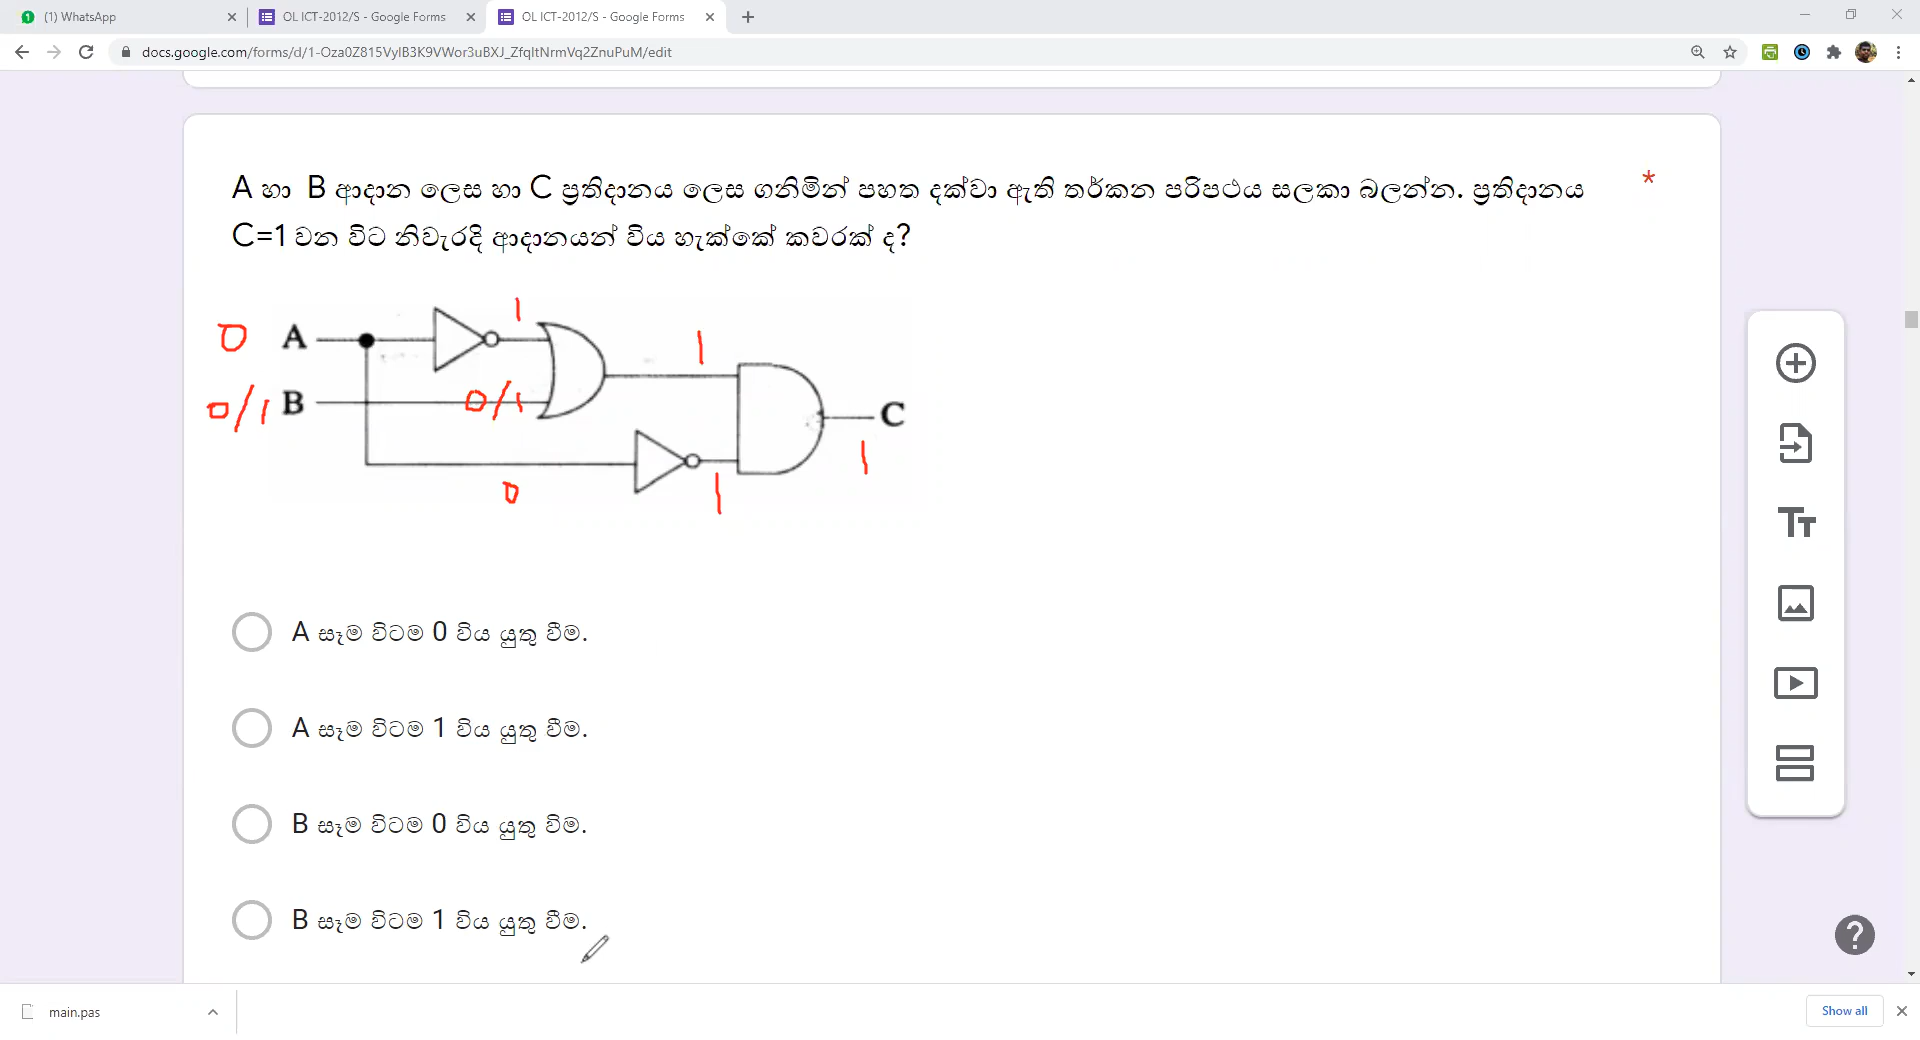 (1) WhatsApp
OL ICT-2012/S - Google Forms
OL ICT-2012/S - Google Forms
docs.google.com/forms/d/1-Oza0Z815VylB3K9VWor3uBXJ_ZfqItNrmVq2ZnuPuM/edit
A හා B ආදාන ලෙස හා C ප්‍රතිදානය ලෙස ගනිමින් පහත දක්වා ඇති තර්කන පරිපථය සලකා බලන්න. ප්‍රතිදානය *
C=1 වන විට නිවැරදි ආදානයන් විය හැක්කේ කවරක් ද?
1
0 A
1
0/1 B 0/1
C
1
0
1
A සෑම විටම 0 විය යුතු වීම.
A සෑම විටම 1 විය යුතු වීම.
B සෑම විටම 0 විය යුතු විම.
B සෑම විටම 1 විය යුතු වීම.
Tт
?
main.pas
Show all